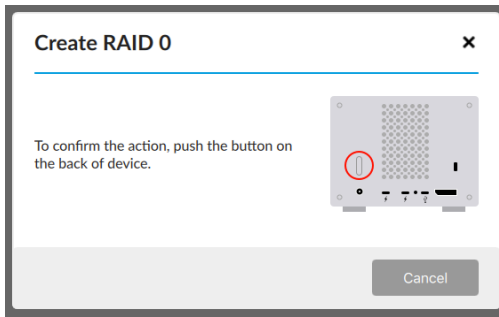 Create RAID 0
To confirm the action, push the button on
the back of device.
Cancel